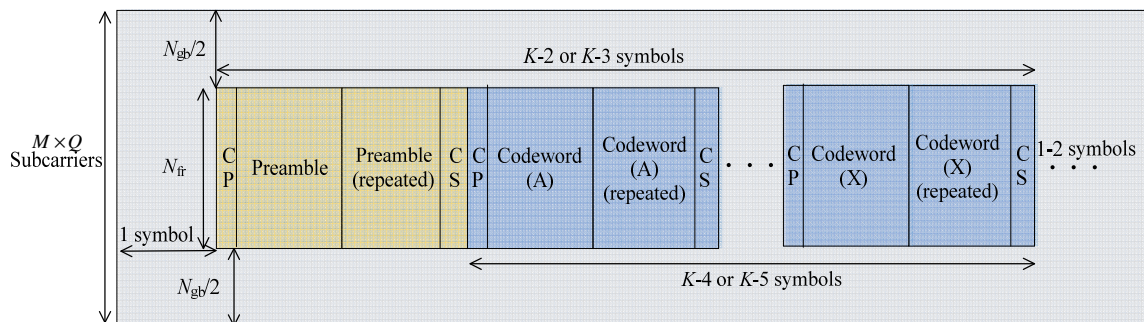 N_gb/2
K-2 or K-3 symbols
M×Q
Subcarriers
N_fr
C
P
Preamble
Preamble
(repeated)
C
S
C
P
Codeword
(A)
Codeword
(A)
(repeated)
C
S
· · ·
C
P
Codeword
(X)
Codeword
(X)
(repeated)
C
S
1-2 symbols
· · ·
1 symbol
N_gb/2
K-4 or K-5 symbols